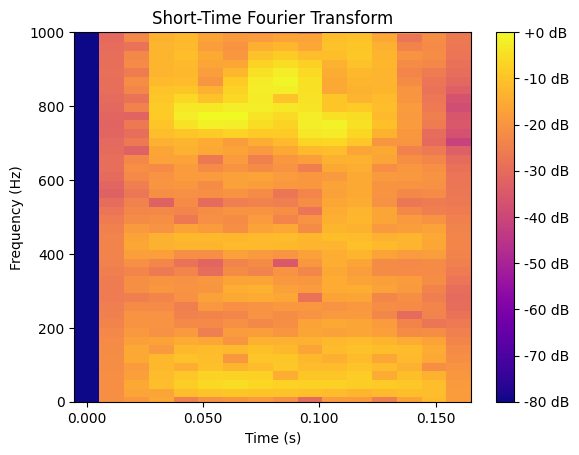 Short-Time Fourier Transform
Frequency (Hz)
1000
800
600
400
200
0
0.000
0.050
0.100
0.150
Time (s)
+0 dB
-10 dB
-20 dB
-30 dB
-40 dB
-50 dB
-60 dB
-70 dB
-80 dB